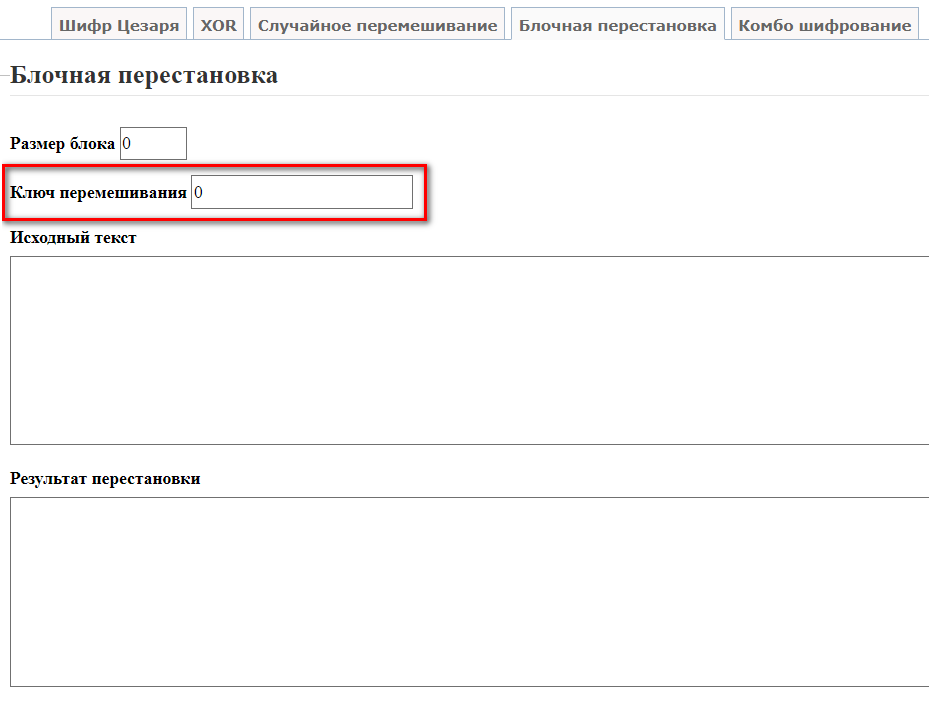 Шифр Цезаря XOR Случайное перемешивание Блочная перестановка Комбо шифрование
Блочная перестановка
Размер блока 0
Ключ перемешивания 0
Исходный текст
Результат перестановки